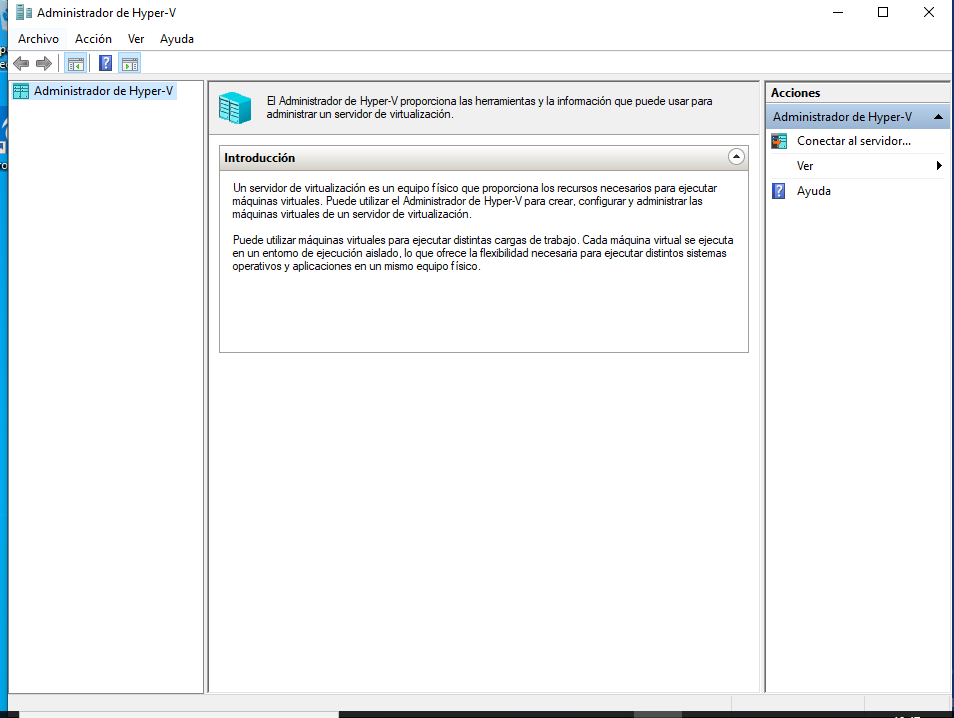 Administrador de Hyper-V
Archivo Acción Ver Ayuda
Administrador de Hyper-V
El Administrador de Hyper-V proporciona las herramientas y la información que puede usar para
administrar un servidor de virtualización.
Introducción
Un servidor de virtualización es un equipo físico que proporciona los recursos necesarios para ejecutar
máquinas virtuales. Puede utilizar el Administrador de Hyper-V para crear, configurar y administrar las
máquinas virtuales de un servidor de virtualización.
Puede utilizar máquinas virtuales para ejecutar distintas cargas de trabajo. Cada máquina virtual se ejecuta
en un entorno de ejecución aislado, lo que ofrece la flexibilidad necesaria para ejecutar distintos sistemas
operativos y aplicaciones en un mismo equipo físico.
Acciones
Administrador de Hyper-V
Conectar al servidor...
Ver
Ayuda